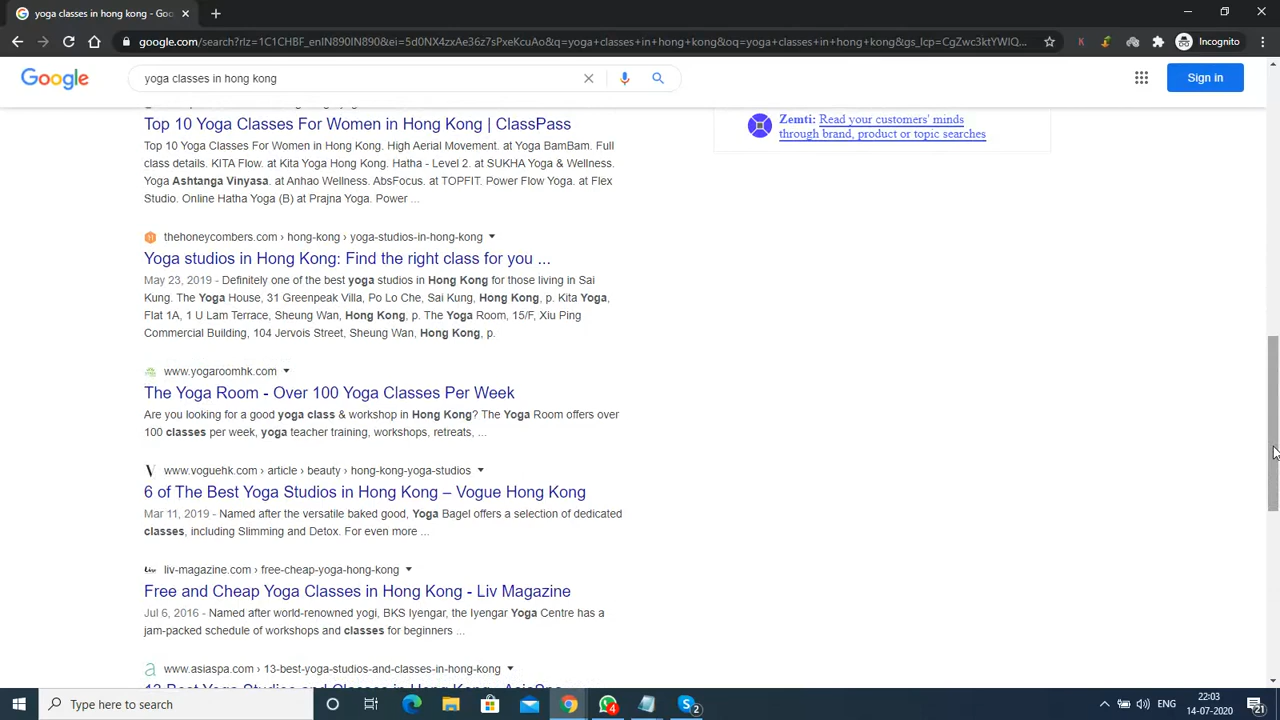 yoga classes in hong kong - Goo
Incognito
google.com/search?rlz=1C1CHBF_enIN890IN890&ei=5d0NX4zxAe36z7sPxeKcuAo&q=yoga+classes+in+hong+kong&oq=yoga+classes+in+hong+kong&gs_lcp=CgZwc3ktYWIQ...
Google
yoga classes in hong kong
Sign in
Top 10 Yoga Classes For Women in Hong Kong | ClassPass
Top 10 Yoga Classes For Women in Hong Kong. High Aerial Movement. at Yoga BamBam. Full
class details. KITA Flow. at Kita Yoga Hong Kong. Hatha - Level 2. at SUKHA Yoga & Wellness.
Yoga Ashtanga Vinyasa. at Anhao Wellness. AbsFocus. at TOPFIT. Power Flow Yoga. at Flex
Studio. Online Hatha Yoga (B) at Prajna Yoga. Power ...
Zemti: Read your customers' minds
through brand, product or topic searches
thehoneycombers.com › hong-kong › yoga-studios-in-hong-kong
Yoga studios in Hong Kong: Find the right class for you ...
May 23, 2019 - Definitely one of the best yoga studios in Hong Kong for those living in Sai
Kung. The Yoga House, 31 Greenpeak Villa, Po Lo Che, Sai Kung, Hong Kong, p. Kita Yoga,
Flat 1A, 1 U Lam Terrace, Sheung Wan, Hong Kong, p. The Yoga Room, 15/F, Xiu Ping
Commercial Building, 104 Jervois Street, Sheung Wan, Hong Kong, p.
www.yogaroomhk.com
The Yoga Room - Over 100 Yoga Classes Per Week
Are you looking for a good yoga class & workshop in Hong Kong? The Yoga Room offers over
100 classes per week, yoga teacher training, workshops, retreats, ...
www.voguehk.com › article › beauty › hong-kong-yoga-studios
6 of The Best Yoga Studios in Hong Kong – Vogue Hong Kong
Mar 11, 2019 - Named after the versatile baked good, Yoga Bagel offers a selection of dedicated
classes, including Slimming and Detox. For even more ...
liv-magazine.com › free-cheap-yoga-hong-kong
Free and Cheap Yoga Classes in Hong Kong - Liv Magazine
Jul 6, 2016 - Named after world-renowned yogi, BKS Iyengar, the Iyengar Yoga Centre has a
jam-packed schedule of workshops and classes for beginners ...
www.asiaspa.com › 13-best-yoga-studios-and-classes-in-hong-kong
13 Best Yoga Studios and Classes in Hong Kong - AsiaSpa
Type here to search
4
2
ENG
22:03
14-07-2020
21